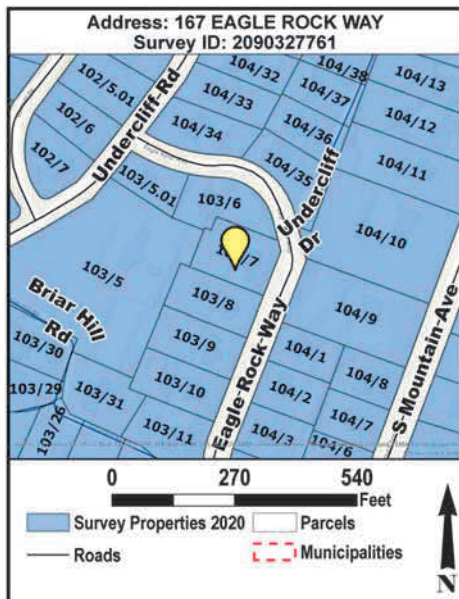 Address: 167 EAGLE ROCK WAY
Survey ID: 2090327761
102/5.01
104/32
104/38
104/13
102/6
Undercliff Rd
104/33
104/37
104/12
102/7
104/34
104/36
104/11
103/5.01
103/6
104/35
Undercliff
Dr
104/10
103/5
103/8
104/9
Briar Hill
Rd
103/9
104/1
103/30
103/10
Eagle Rock Way
104/2
104/8
S Mountain Ave
103/29
103/31
104/7
103/26
103/11
104/3
104/6
0 270 540
Feet
Survey Properties 2020
Parcels
Roads
Municipalities
N